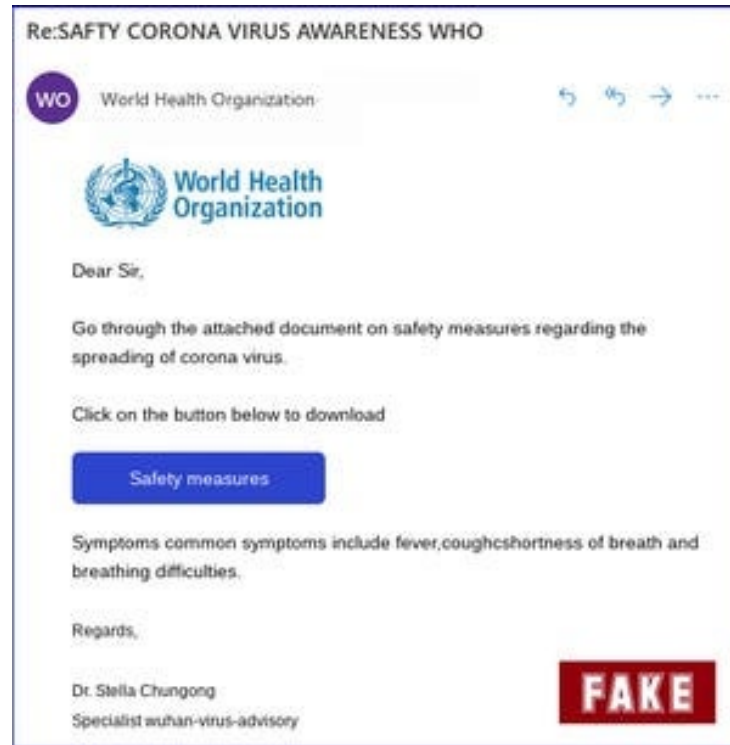 Re:SAFTY CORONA VIRUS AWARENESS WHO
WO
World Health Organization
World Health
Organization
Dear Sir,
Go through the attached document on safety measures regarding the
spreading of corona virus.
Click on the button below to download
Safety measures
Symptoms common symptoms include fever,coughcshortness of breath and
breathing difficulties.
Regards,
Dr. Stella Chungong
Specialist wuhan-virus-advisory
FAKE